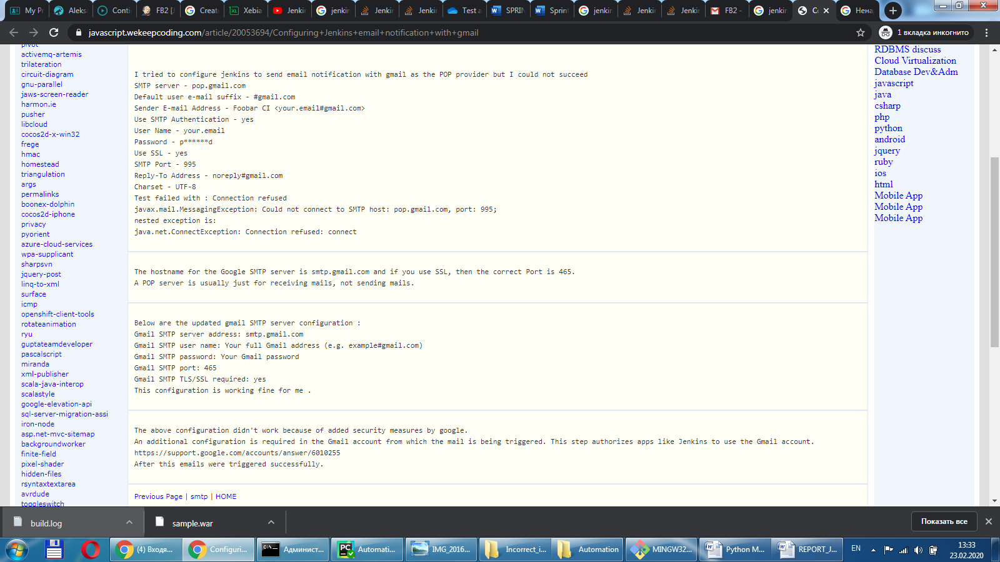 My Pr
Aleks
Conti
FB2 [J
Create
Xebia
Jenkin
jenkin
Jenkin
Jenkin
Test a
SPRIN
Sprint
jenkin
Jenkin
Jenkin
FB2 -
jenkin
Co
Нена
javascript.wekeepcoding.com/article/20053694/Configuring+Jenkins+email+notification+with+gmail
1 вкладка инкогнито
pivot
activemq-artemis
trilateration
circuit-diagram
gnu-parallel
jaws-screen-reader
harmon.ie
pusher
libcloud
cocos2d-x-win32
frege
hmac
homestead
triangulation
args
permalinks
boonex-dolphin
cocos2d-iphone
privacy
pyorient
azure-cloud-services
wpa-supplicant
sharpsvn
jquery-post
linq-to-xml
surface
icmp
openshift-client-tools
rotateanimation
ryu
guptateamdeveloper
pascalscript
miranda
xml-publisher
scala-java-interop
scalastyle
google-elevation-api
sql-server-migration-assi
iron-node
asp.net-mvc-sitemap
backgroundworker
finite-field
pixel-shader
hidden-files
rsyntaxtextarea
avrdude
toggleswitch
I tried to configure jenkins to send email notification with gmail as the POP provider but I could not succeed
SMTP server - pop.gmail.com
Default user e-mail suffix - #gmail.com
Sender E-mail Address - Foobar CI <your.email#gmail.com>
Use SMTP Authentication - yes
User Name - your.email
Password - p******d
Use SSL - yes
SMTP Port - 995
Reply-To Address - noreply#gmail.com
Charset - UTF-8
Test failed with : Connection refused
javax.mail.MessagingException: Could not connect to SMTP host: pop.gmail.com, port: 995;
nested exception is:
java.net.ConnectException: Connection refused: connect
The hostname for the Google SMTP server is smtp.gmail.com and if you use SSL, then the correct Port is 465.
A POP server is usually just for receiving mails, not sending mails.
Below are the updated gmail SMTP server configuration :
Gmail SMTP server address: smtp.gmail.com
Gmail SMTP user name: Your full Gmail address (e.g. example#gmail.com)
Gmail SMTP password: Your Gmail password
Gmail SMTP port: 465
Gmail SMTP TLS/SSL required: yes
This configuration is working fine for me .
The above configuration didn't work because of added security measures by google.
An additional configuration is required in the Gmail account from which the mail is being triggered. This step authorizes apps like Jenkins to use the Gmail account.
https://support.google.com/accounts/answer/6010255
After this emails were triggered successfully.
Previous Page | smtp | HOME
RDBMS discuss
Cloud Virtualization
Database Dev&Adm
javascript
java
csharp
php
python
android
jquery
ruby
ios
html
Mobile App
Mobile App
Mobile App
build.log
sample.war
Показать все
(4) Входя...
Configuri...
Админист...
Automati...
IMG_2016...
Incorrect_i...
Automation
MINGW32...
Python M...
REPORT_J...
EN
13:33
23.02.2020